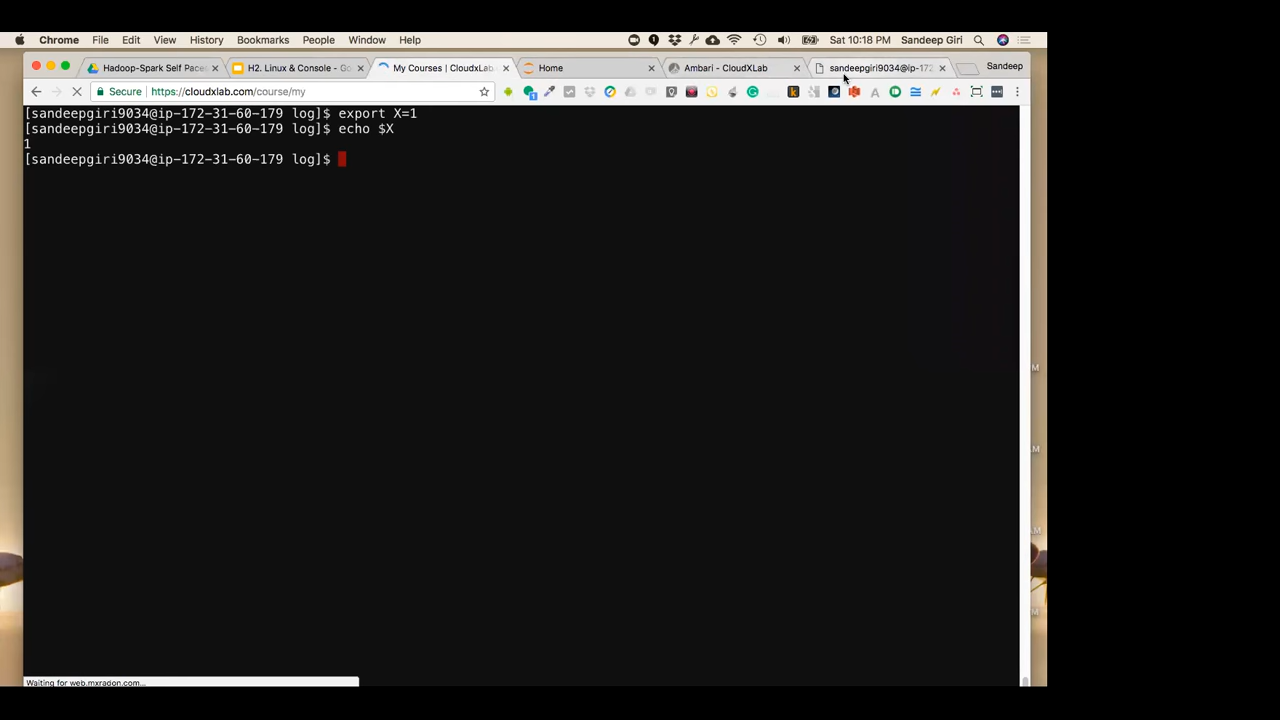 Chrome File Edit View History Bookmarks People Window Help Sat 10:18 PM Sandeep Giri
Hadoop-Spark Self Pace H2. Linux & Console - Go My Courses | CloudxLab Home Ambari - CloudXLab sandeepgiri9034@ip-172 Sandeep
Secure https://cloudxlab.com/course/my
[sandeepgiri9034@ip-172-31-60-179 log]$ export X=1
[sandeepgiri9034@ip-172-31-60-179 log]$ echo $X
1
[sandeepgiri9034@ip-172-31-60-179 log]$
Waiting for web.mxradon.com...